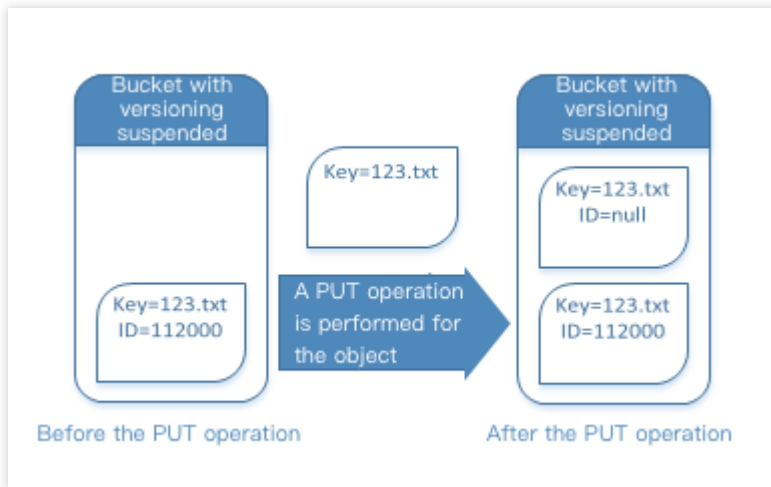 Bucket with
versioning
suspended
Key=123.txt
ID=112000
Before the PUT operation
Key=123.txt
A PUT operation
is performed for
the object
Bucket with
versioning
suspended
Key=123.txt
ID=null
Key=123.txt
ID=112000
After the PUT operation